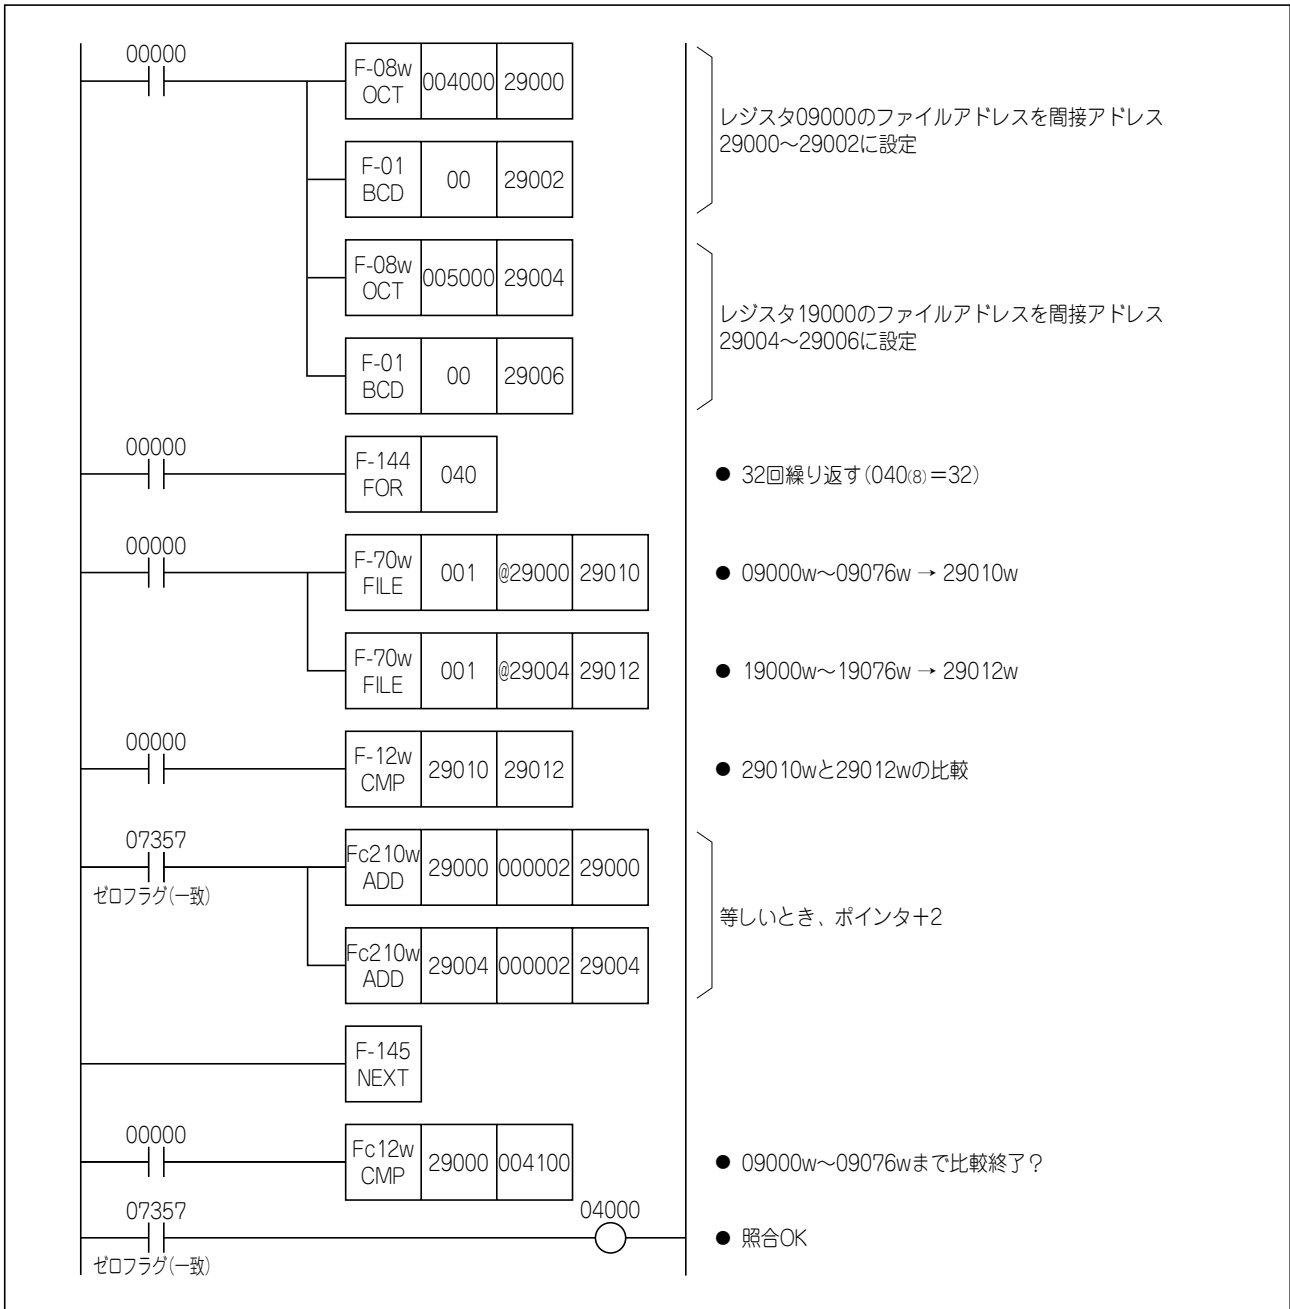 00000
F-08w
OCT
004000
29000
レジスタ09000のファイルアドレスを間接アドレス
29000～29002に設定
F-01
BCD
00
29002
F-08w
OCT
005000
29004
レジスタ19000のファイルアドレスを間接アドレス
29004～29006に設定
F-01
BCD
00
29006
00000
F-144
FOR
040
● 32回繰り返す(040(8)＝32)
00000
F-70w
FILE
001
@29000
29010
● 09000w～09076w → 29010w
F-70w
FILE
001
@29004
29012
● 19000w～19076w → 29012w
00000
F-12w
CMP
29010
29012
● 29010wと29012wの比較
07357
ゼロフラグ(一致)
Fc210w
ADD
29000
000002
29000
等しいとき、ポインタ＋2
Fc210w
ADD
29004
000002
29004
F-145
NEXT
00000
Fc12w
CMP
29000
004100
● 09000w～09076wまで比較終了？
07357
ゼロフラグ(一致)
04000
● 照合OK